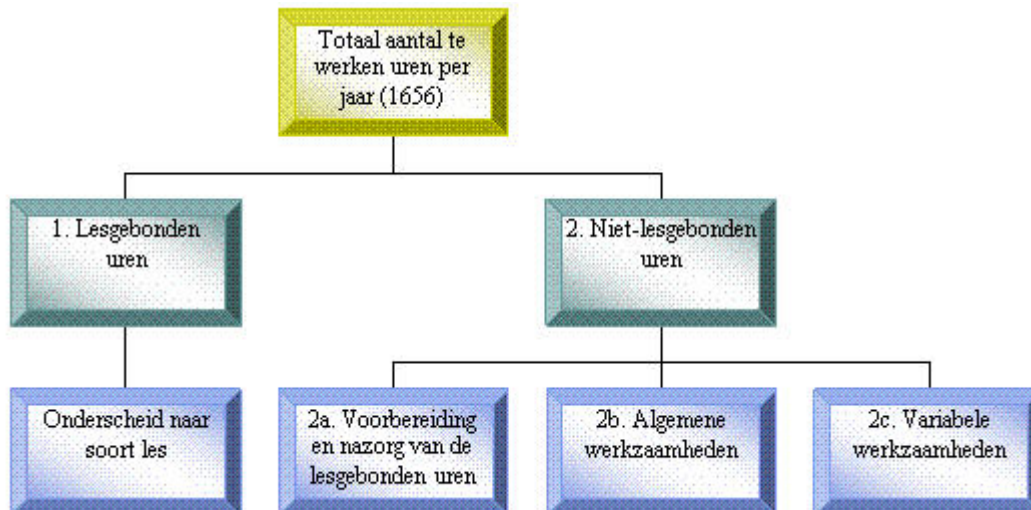 Totaal aantal te
werken uren per
jaar (1656)
1. Lesgebonden
uren
2. Niet-lesgebonden
uren
Onderscheid naar
soort les
2a. Voorbereiding
en nazorg van de
lesgebonden uren
2b. Algemene
werkzaamheden
2c. Variabele
werkzaamheden